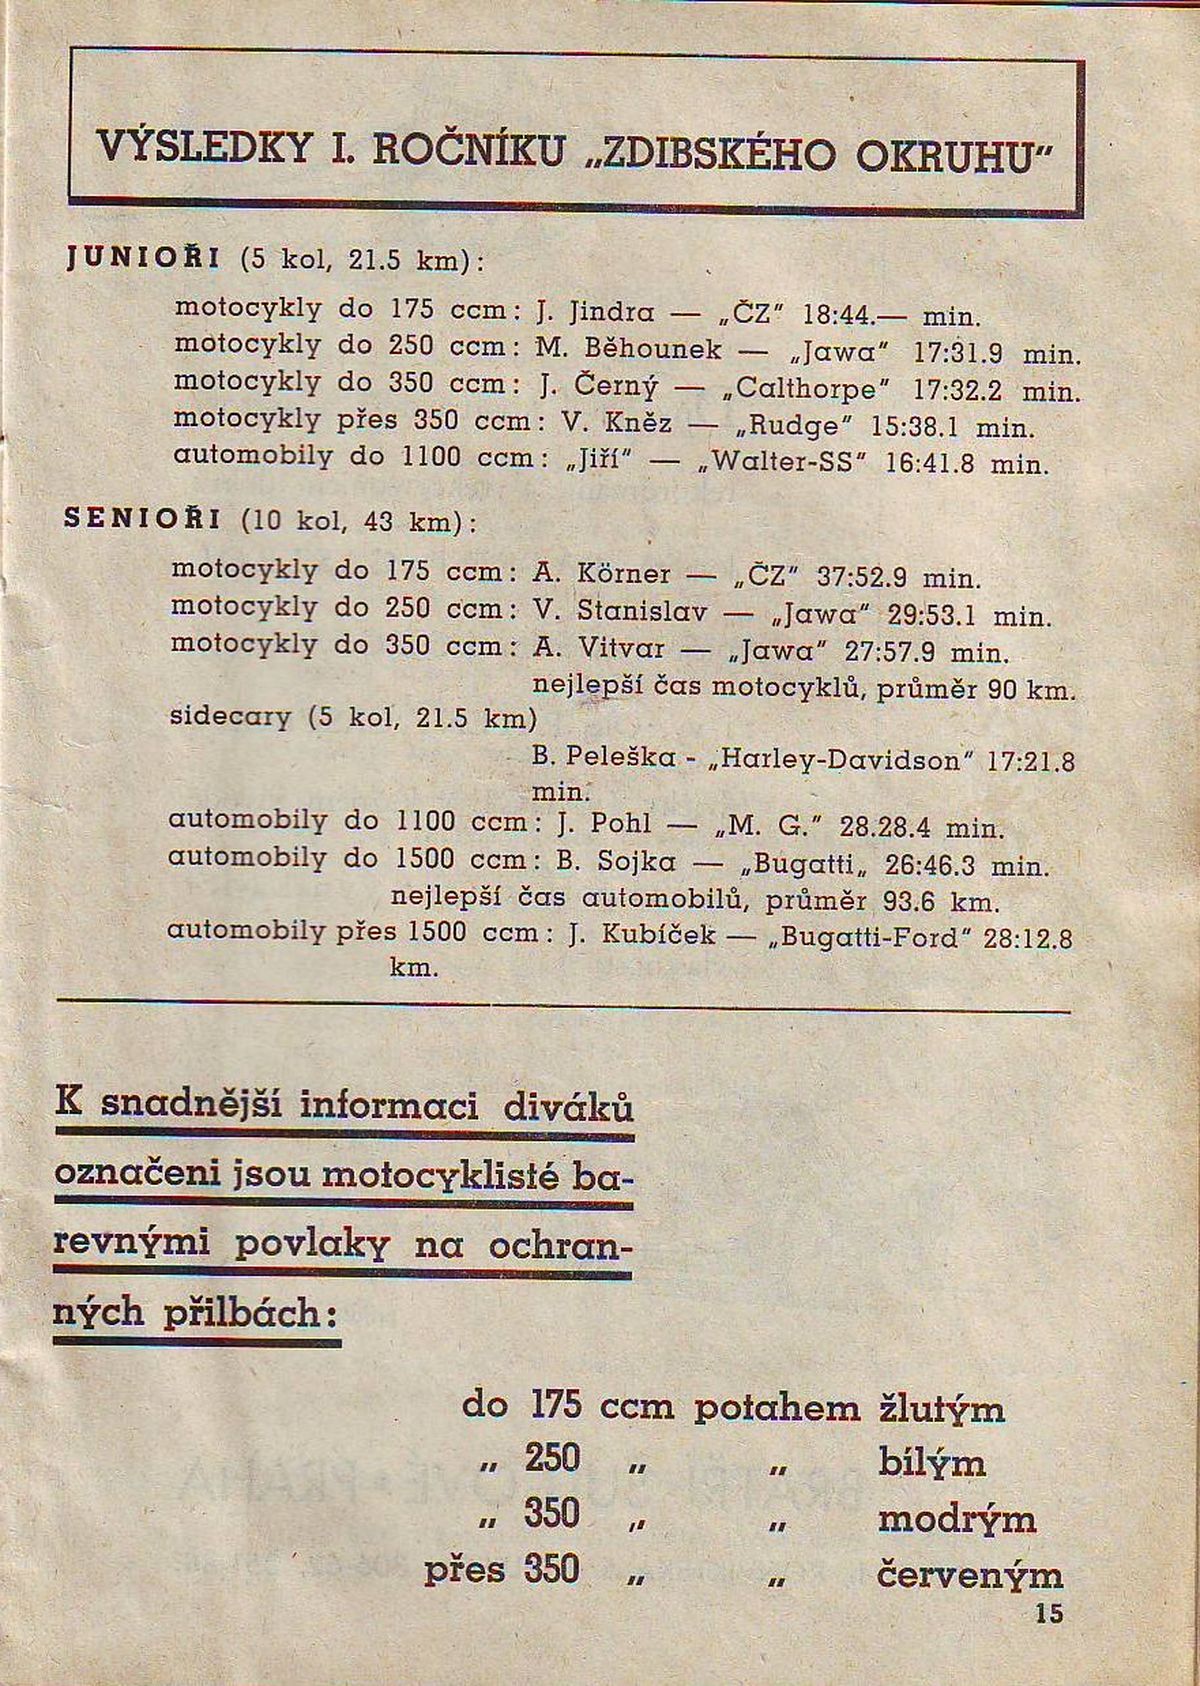 VÝSLEDKY I. ROČNÍKU „ZDIBSKÉHO OKRUHU"
JUNIOŘI (5 kol, 21.5 km):
motocykly do 175 ccm: J. Jindra — „ČZ" 18:44.— min.
motocykly do 250 ccm: M. Běhounek — „Jawa" 17:31.9 min.
motocykly do 350 ccm: J. Černý — „Calthorpe" 17:32.2 min.
motocykly přes 350 ccm: V. Kněz — „Rudge" 15:38.1 min.
automobily do 1100 ccm: „Jiří" — „Walter-SS" 16:41.8 min.
SENIOŘI (10 kol, 43 km):
motocykly do 175 ccm: A. Körner — „ČZ" 37:52.9 min.
motocykly do 250 ccm: V. Stanislav — „Jawa" 29:53.1 min.
motocykly do 350 ccm: A. Vitvar — „Jawa" 27:57.9 min.
nejlepší čas motocyklů, průměr 90 km.
sidecary (5 kol, 21.5 km)
B. Peleška - „Harley-Davidson" 17:21.8
min.
automobily do 1100 ccm: J. Pohl — „M. G." 28.28.4 min.
automobily do 1500 ccm: B. Sojka — „Bugatti„ 26:46.3 min.
nejlepší čas automobilů, průměr 93.6 km.
automobily přes 1500 ccm: J. Kubíček — „Bugatti-Ford" 28:12.8
km.
K snadnější informaci diváků
označeni jsou motocyklisté ba-
revnými povlaky na ochran-
ných přilbách:
do 175 ccm potahem žlutým
„ 250 „ „ bílým
„ 350 „ „ modrým
přes 350 „ „ červeným
15